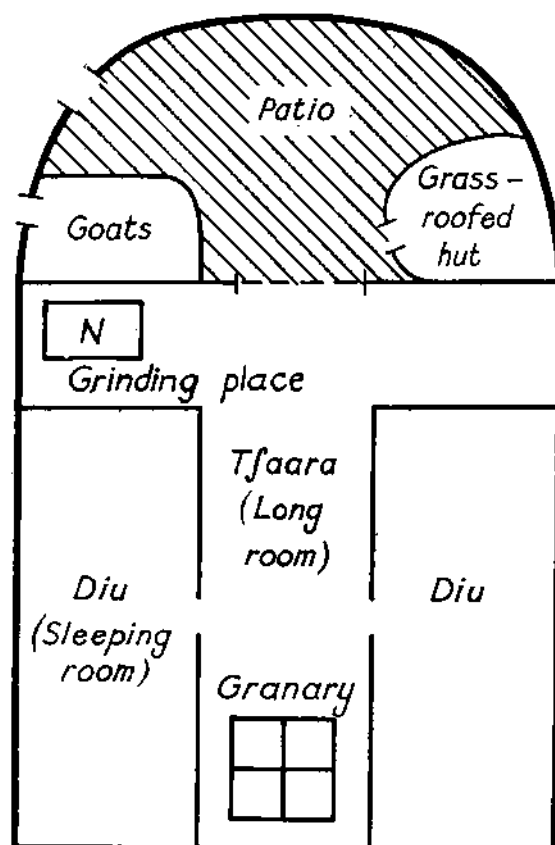 Patio
Goats
Grass-
roofed
hut
N
Grinding place
Tʃaara
(Long
room)
Diu
(Sleeping
room)
Diu
Granary